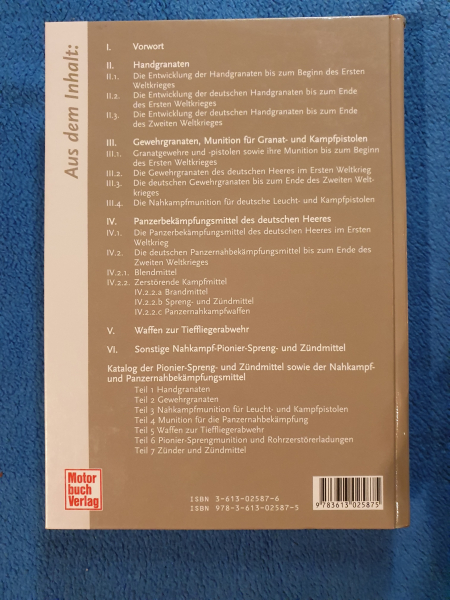 Aus dem Inhalt:
I. Vorwort
II. Handgranaten
II.1. Die Entwicklung der Handgranaten bis zum Beginn des Ersten
Weltkrieges
II.2. Die Entwicklung der deutschen Handgranaten bis zum Ende
des Ersten Weltkrieges
II.3. Die Entwicklung der deutschen Handgranaten bis zum Ende
des Zweiten Weltkrieges
III. Gewehrgranaten, Munition für Granat- und Kampfpistolen
III.1. Granatgewehre und -pistolen sowie ihre Munition bis zum Beginn
des Ersten Weltkrieges
III.2. Die Gewehrgranaten des deutschen Heeres im Ersten Weltkrieg
III.3. Die deutschen Gewehrgranaten bis zum Ende des Zweiten Welt-
krieges
III.4. Die Nahkampfmunition für deutsche Leucht- und Kampfpistolen
IV. Panzerbekämpfungsmittel des deutschen Heeres
IV.1. Die Panzerbekämpfungsmittel des deutschen Heeres im Ersten
Weltkrieg
IV.2. Die deutschen Panzernahbekämpfungsmittel bis zum Ende des
Zweiten Weltkrieges
IV.2.1. Blendmittel
IV.2.2. Zerstörende Kampfmittel
IV.2.2.a Brandmittel
IV.2.2.b Spreng- und Zündmittel
IV.2.2.c Panzernahkampfwaffen
V. Waffen zur Tieffliegerabwehr
VI. Sonstige Nahkampf-Pionier-Spreng- und Zündmittel
Katalog der Pionier-Spreng- und Zündmittel sowie der Nahkampf-
und Panzernahbekämpfungsmittel
Teil 1 Handgranaten
Teil 2 Gewehrgranaten
Teil 3 Nahkampfmunition für Leucht- und Kampfpistolen
Teil 4 Munition für die Panzernahbekämpfung
Teil 5 Waffen zur Tieffliegerabwehr
Teil 6 Pionier-Sprengmunition und Rohrzerstörerladungen
Teil 7 Zünder und Zündmittel
Motor
buch
Verlag
ISBN 3-613-02587-6
ISBN 978-3-613-02587-5
9 783613 025875